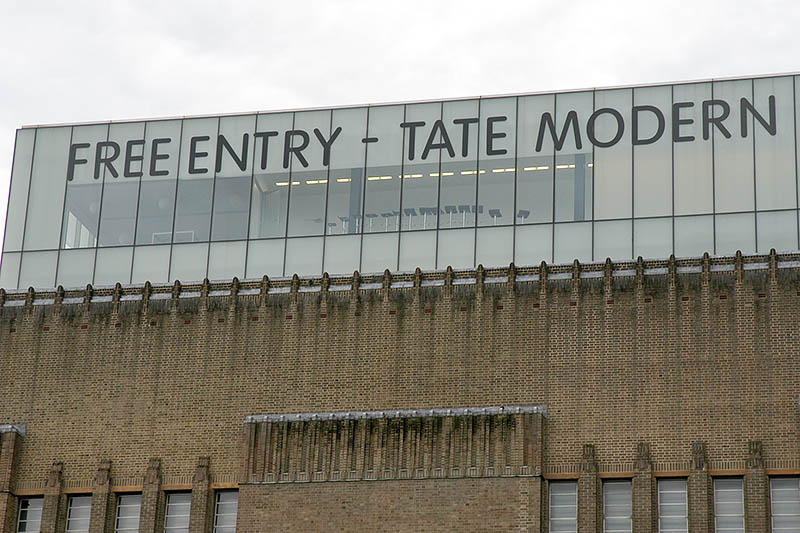 FREE ENTRY - TATE MODERN